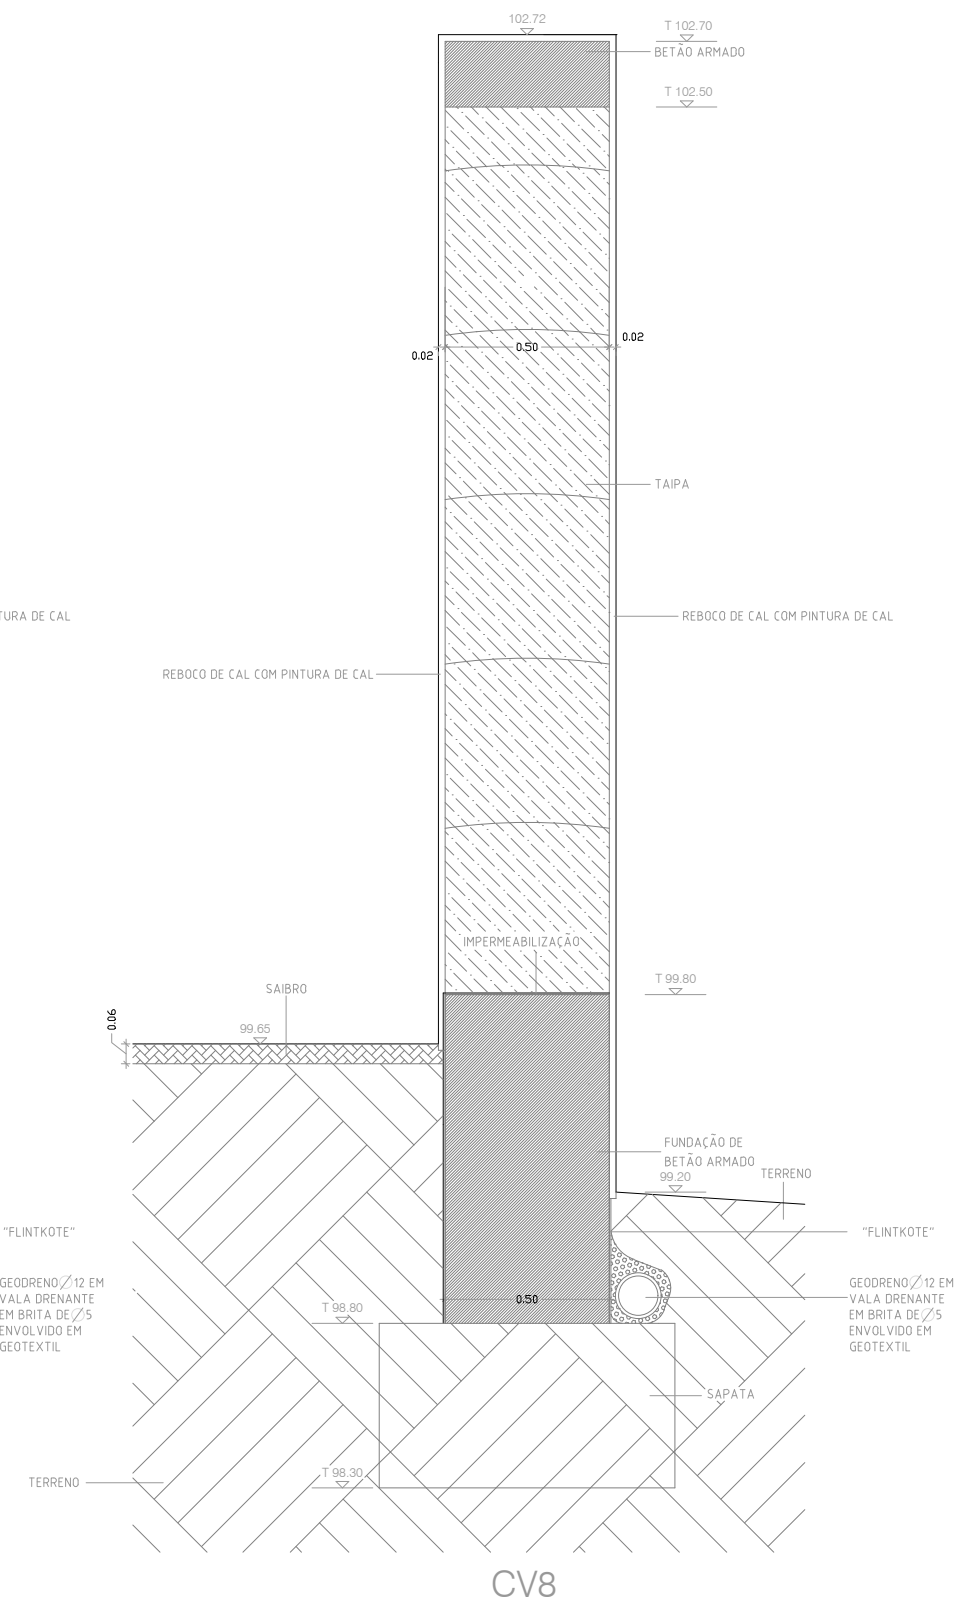 102.72
T 102.70
BETÃO ARMADO
T 102.50
0.02
0.50
0.02
TAIPA
TURA DE CAL
REBOCO DE CAL COM PINTURA DE CAL
REBOCO DE CAL COM PINTURA DE CAL
IMPERMEABILIZAÇÃO
T 99.80
SAIBRO
0.06
99.65
FUNDAÇÃO DE
BETÃO ARMADO
TERRENO
99.20
"FLINTKOTE"
"FLINTKOTE"
GEODRENO∅12 EM
VALA DRENANTE
EM BRITA DE∅5
ENVOLVIDO EM
GEOTEXTIL
T 98.80
0.50
GEODRENO∅12 EM
VALA DRENANTE
EM BRITA DE∅5
ENVOLVIDO EM
GEOTEXTIL
SAPATA
TERRENO
T 98.30
CV8